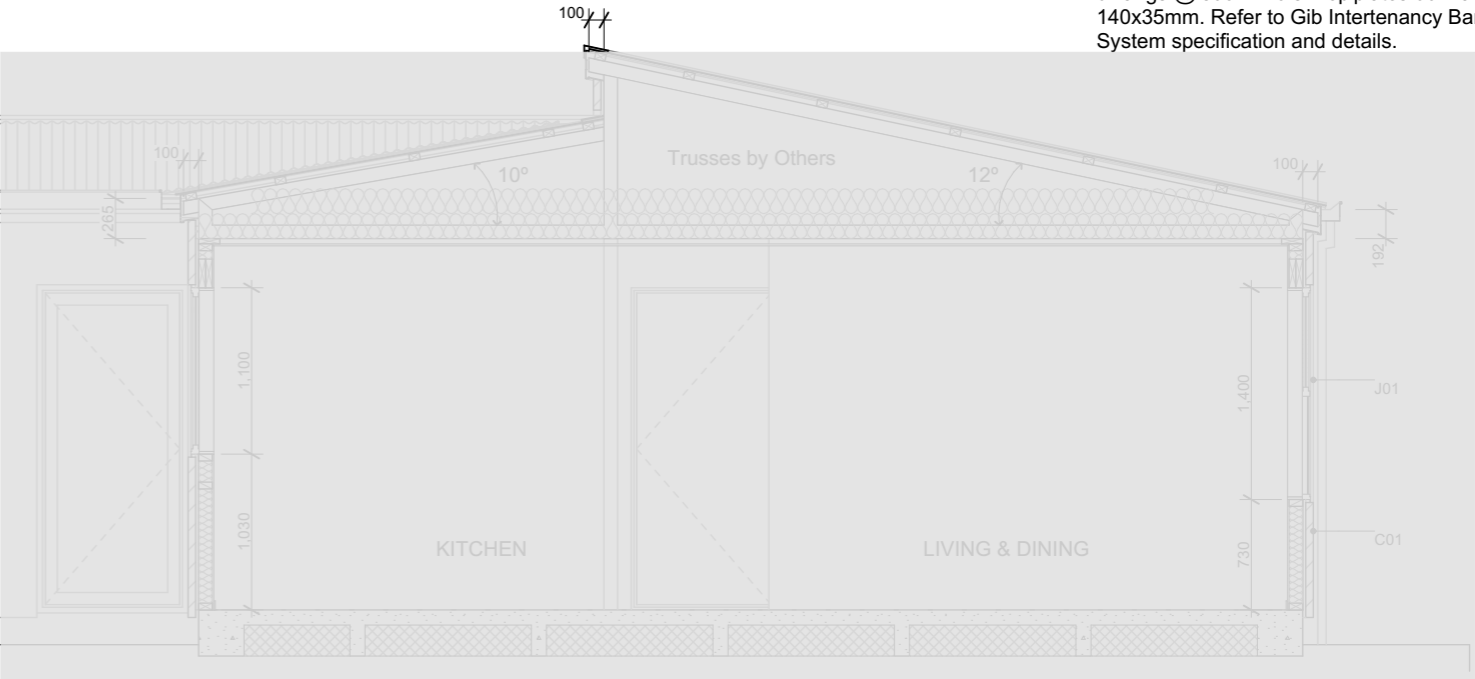 140x35mm. Refer to Gib Intertenancy
System specification and details.
100
100
Trusses by Others
10º
12º
100
265
192
1,100
1,400
J01
1,030
KITCHEN
LIVING & DINING
730
C01